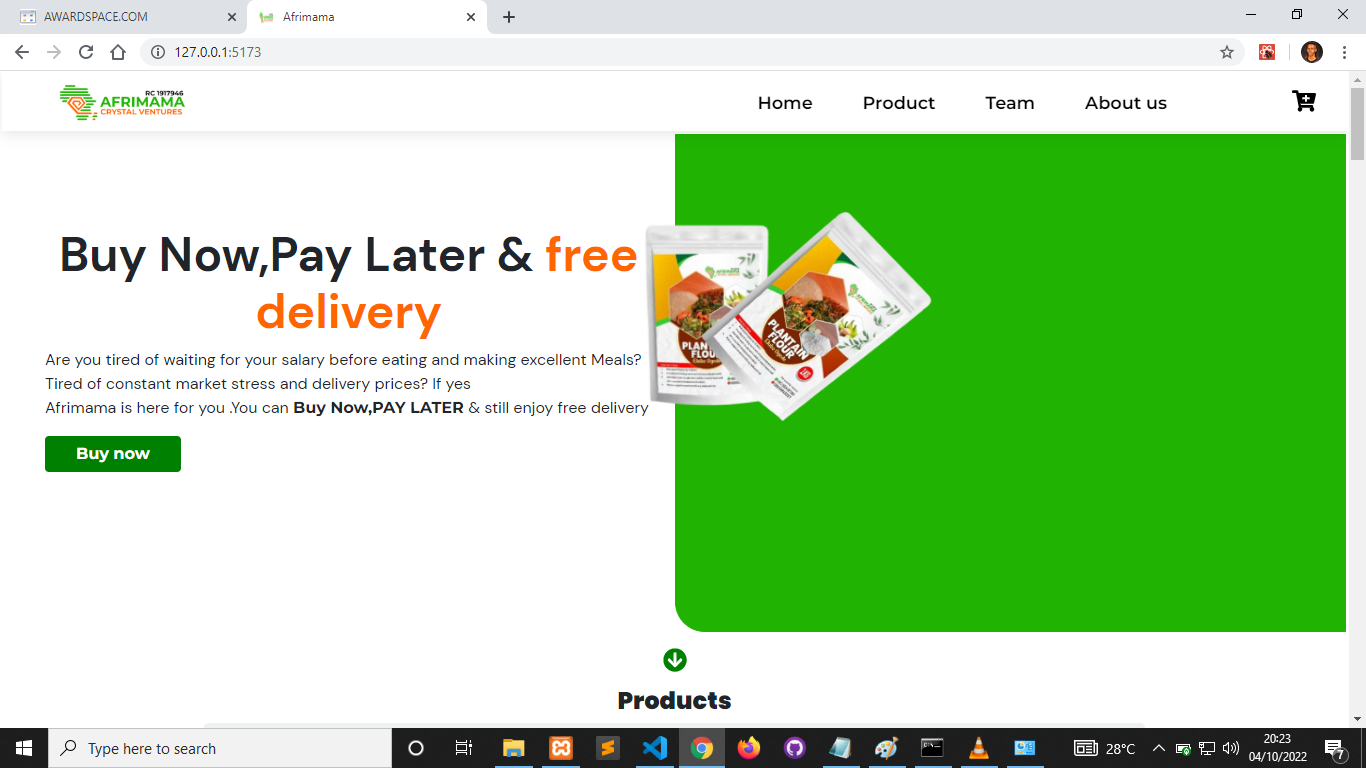 AWARDSPACE.COM
Afrimama
127.0.0.1:5173
RC 1917946
AFRIMAMA
CRYSTAL VENTURES
Home
Product
Team
About us
Buy Now,Pay Later & free
delivery
Are you tired of waiting for your salary before eating and making excellent Meals?
Tired of constant market stress and delivery prices? If yes
Afrimama is here for you .You can Buy Now,PAY LATER & still enjoy free delivery
Buy now
PLANTAIN
FLOUR
PLANTAIN
FLOUR
Products
Type here to search
28°C
20:23
04/10/2022
7